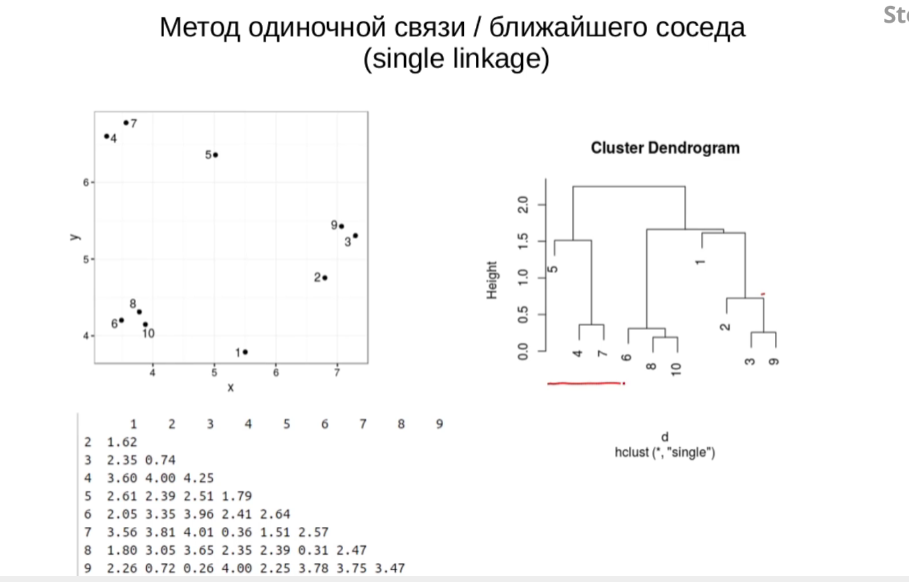 Ste
Метод одиночной связи / ближайшего соседа
(single linkage)
7
4
5
6
9
3
5
2
8
6
10
4
1
4 5 6 7
x
y
Cluster Dendrogram
Height
0.0 0.5 1.0 1.5 2.0
5
4
7
6
8
10
1
2
3
9
d
hclust (*, "single")
1 2 3 4 5 6 7 8 9
2 1.62
3 2.35 0.74
4 3.60 4.00 4.25
5 2.61 2.39 2.51 1.79
6 2.05 3.35 3.96 2.41 2.64
7 3.56 3.81 4.01 0.36 1.51 2.57
8 1.80 3.05 3.65 2.35 2.39 0.31 2.47
9 2.26 0.72 0.26 4.00 2.25 3.78 3.75 3.47